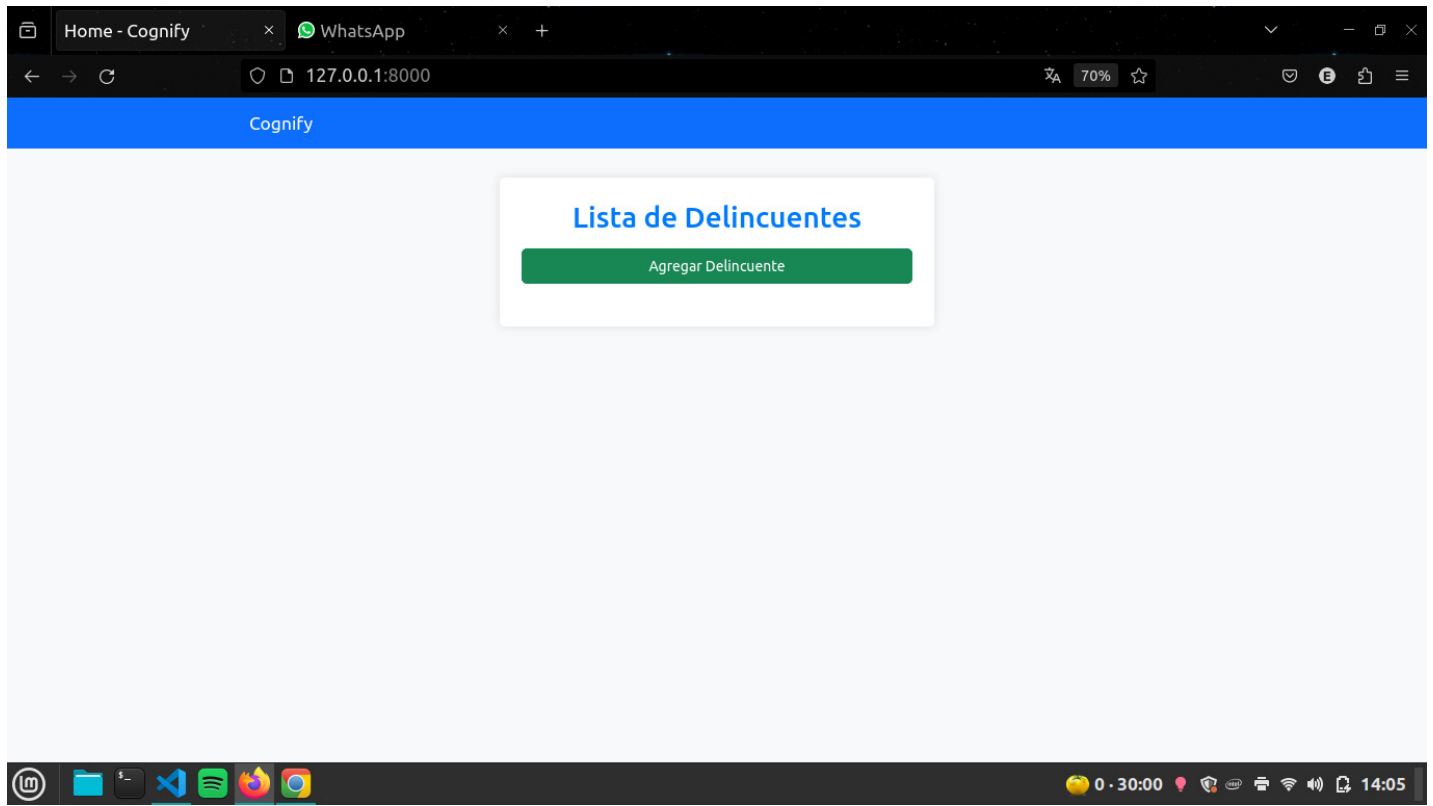 Home - Cognify
WhatsApp
127.0.0.1:8000
70%
Cognify
Lista de Delincuentes
Agregar Delincuente
0 · 30:00
14:05